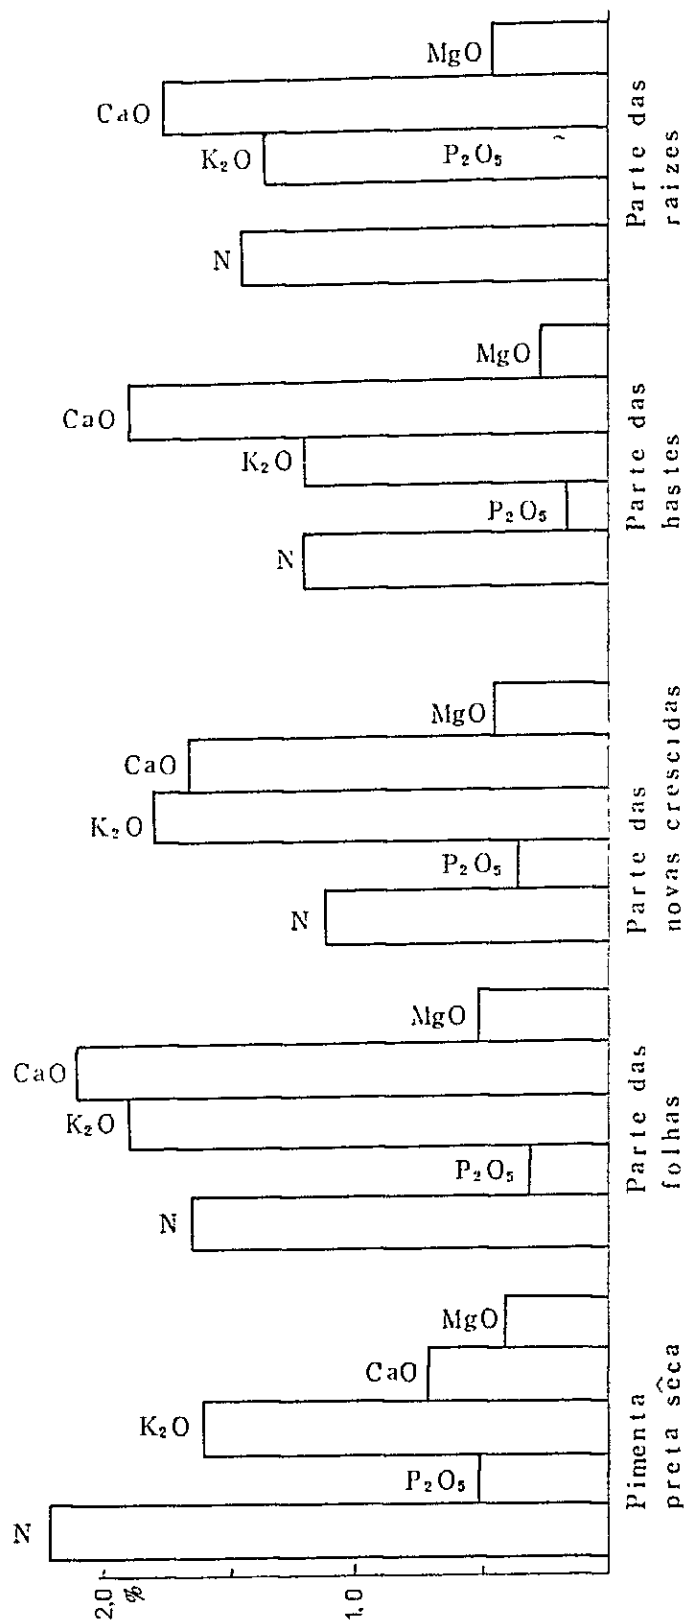 2,0
%
1,0
N
P₂O₅
K₂O
CaO
MgO
Pimenta
preta sêca
N
P₂O₅
K₂O
CaO
MgO
Parte das
folhas
N
P₂O₅
K₂O
CaO
MgO
Parte das
novas crescidas
N
P₂O₅
K₂O
CaO
MgO
Parte das
hastes
N
P₂O₅
K₂O
CaO
MgO
Parte das
raizes